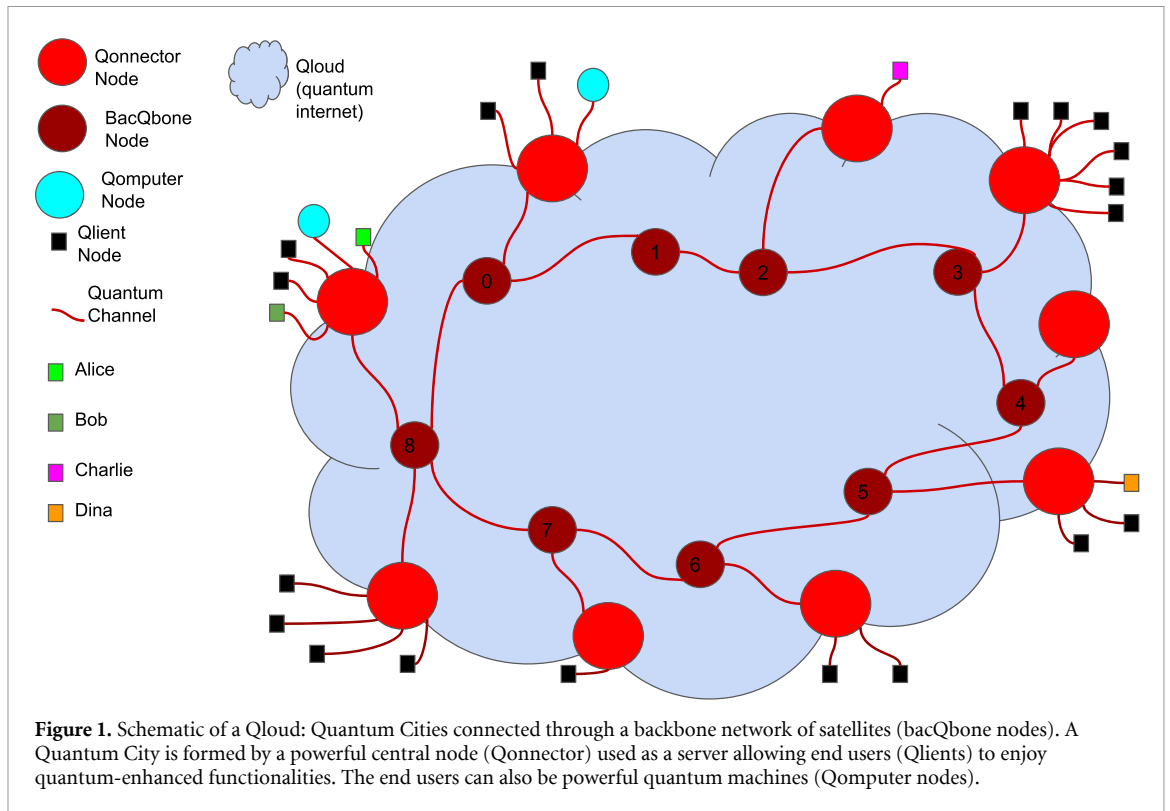 Qonnector
Node
BacQbone
Node
Qomputer
Node
Qlient
Node
Quantum
Channel
Alice
Bob
Charlie
Dina
Qloud
(quantum
internet)
0
1
2
3
4
5
6
7
8
Figure 1. Schematic of a Qloud: Quantum Cities connected through a backbone network of satellites (bacQbone nodes). A
Quantum City is formed by a powerful central node (Qonnector) used as a server allowing end users (Qlients) to enjoy
quantum-enhanced functionalities. The end users can also be powerful quantum machines (Qomputer nodes).